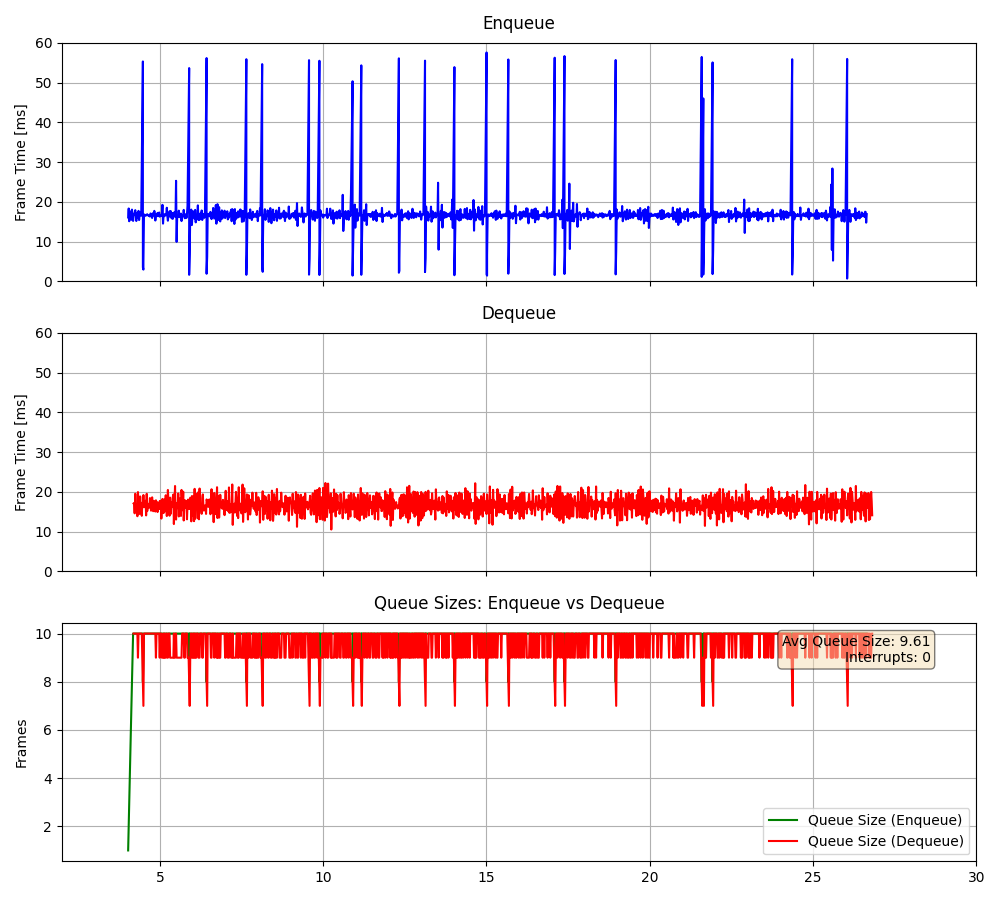 Enqueue
60
50
40
30
20
10
0
Frame Time [ms]
Dequeue
60
50
40
30
20
10
0
Frame Time [ms]
Queue Sizes: Enqueue vs Dequeue
10
8
6
4
2
Frames
Avg Queue Size: 9.61
Interrupts: 0
Queue Size (Enqueue)
Queue Size (Dequeue)
5
10
15
20
25
30